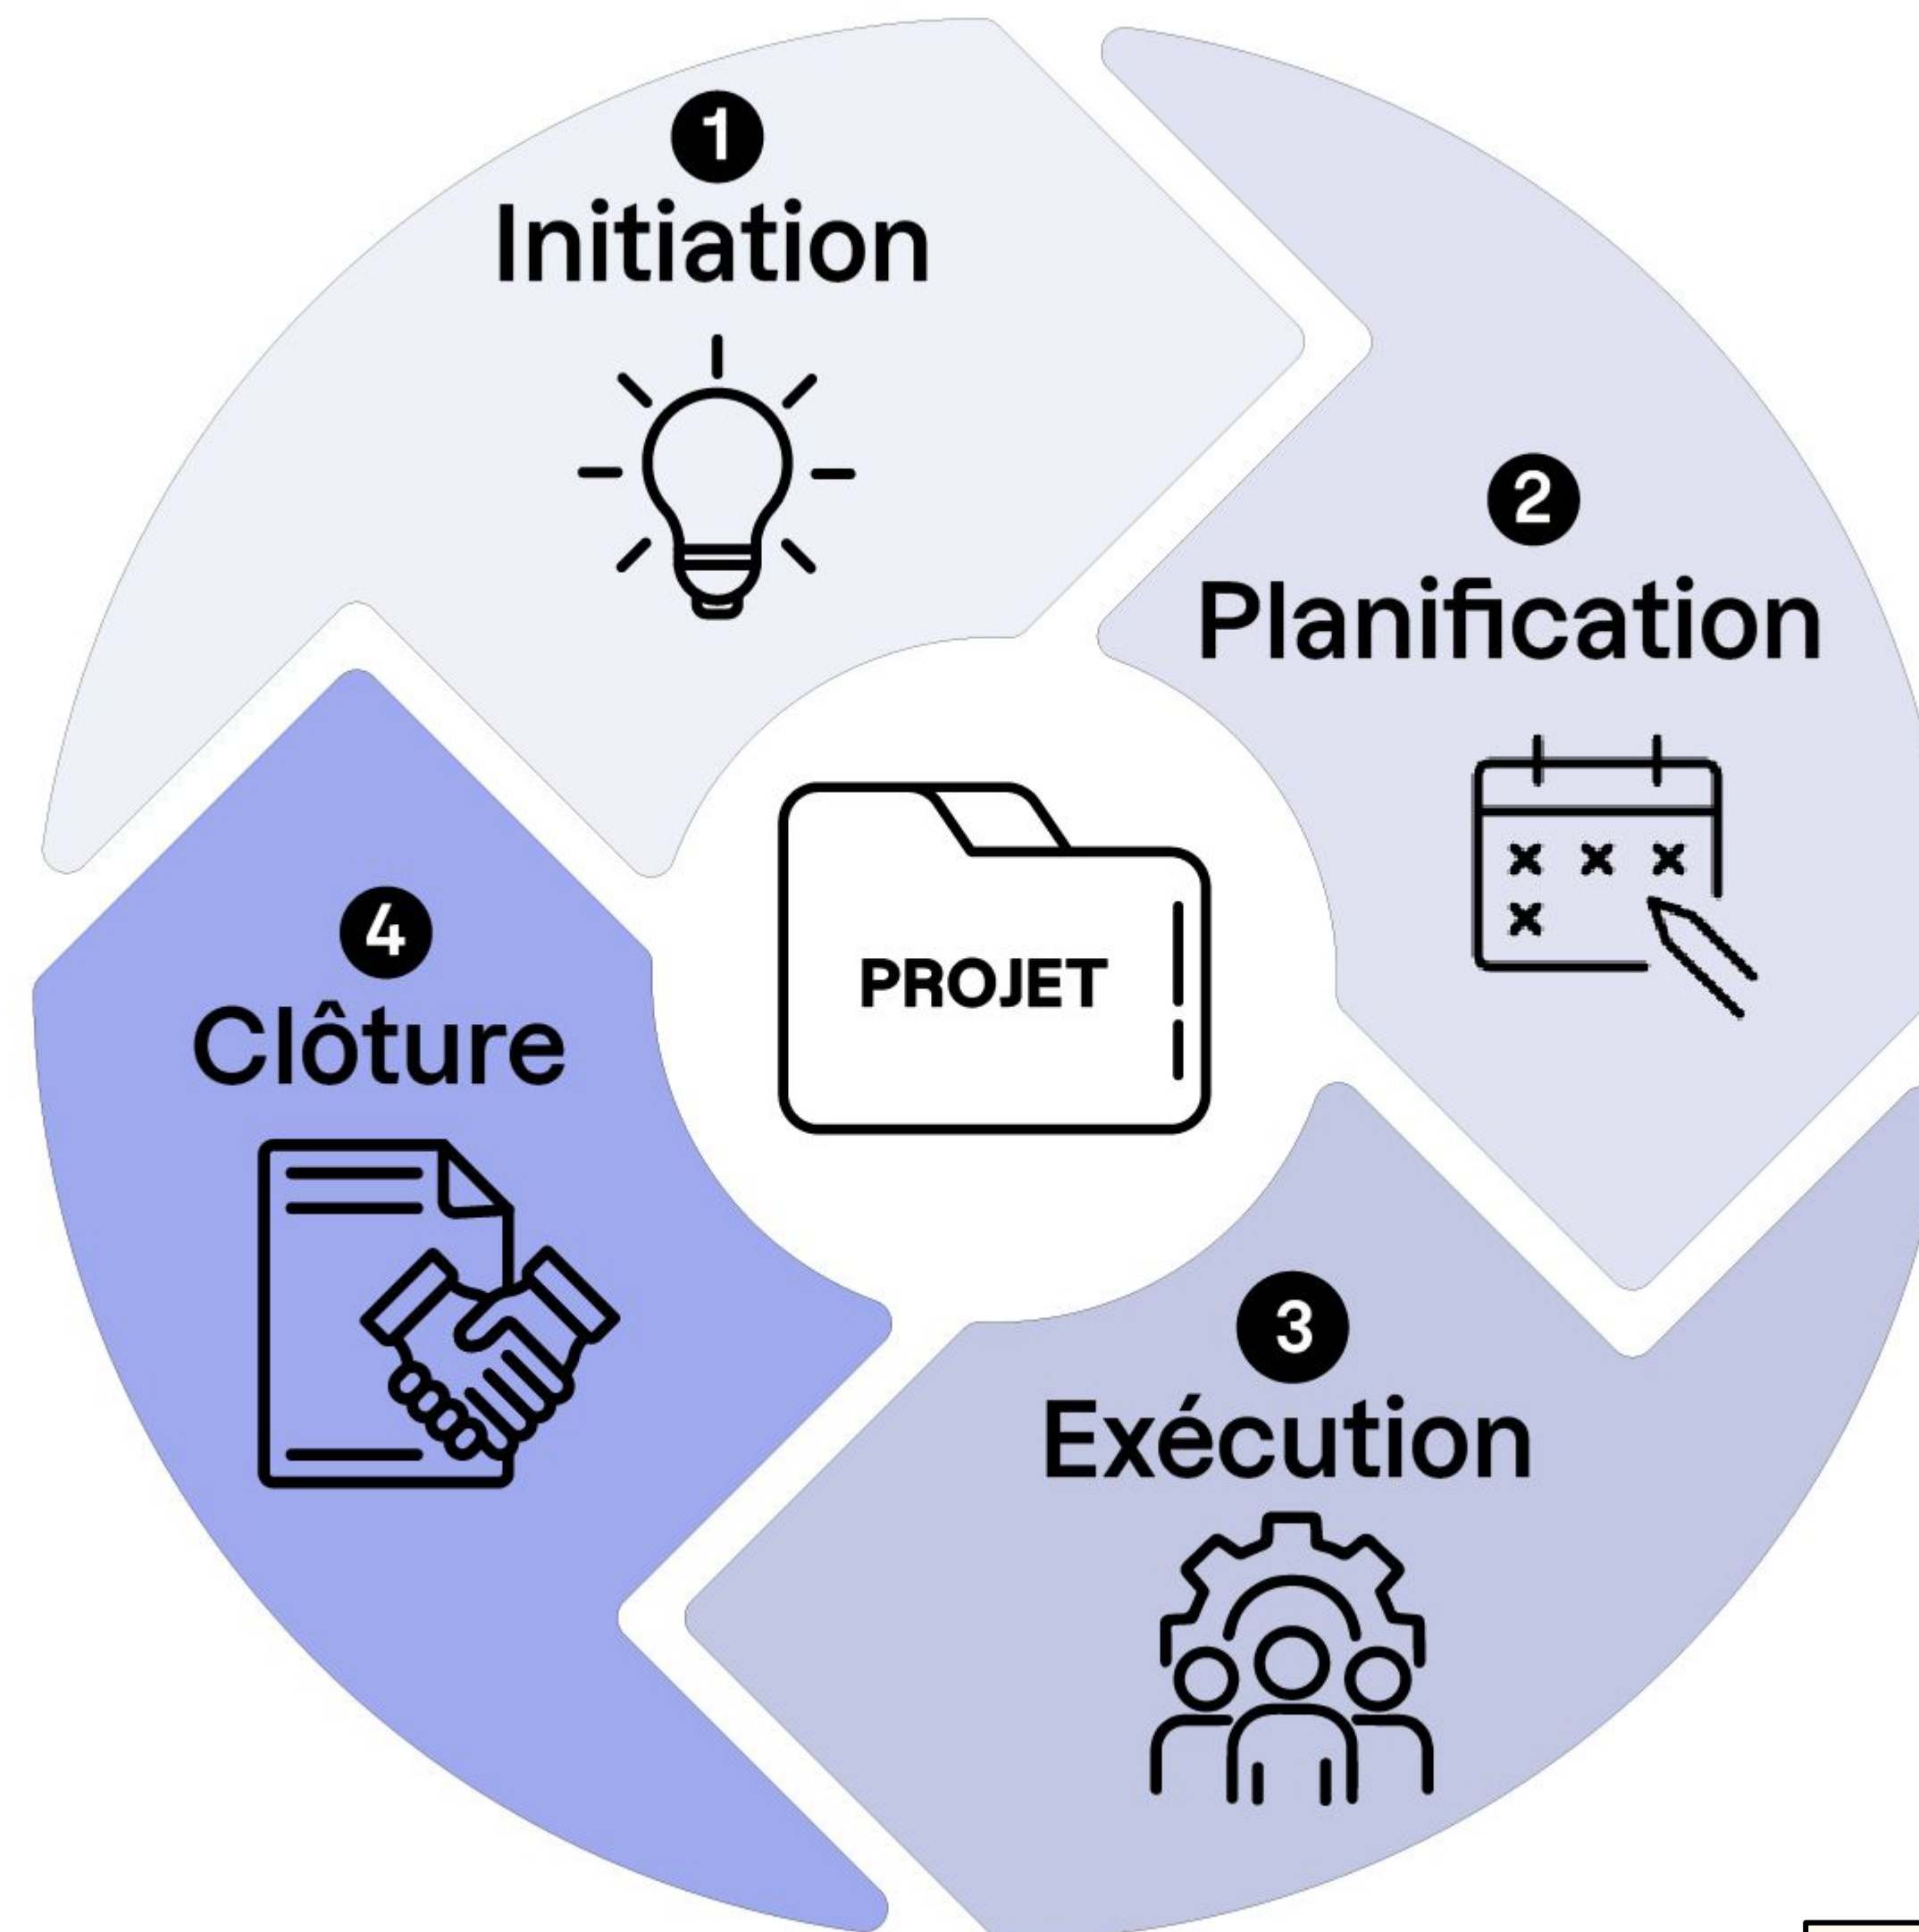 1
Initiation
2
Planification
3
Exécution
4
Clôture
PROJET